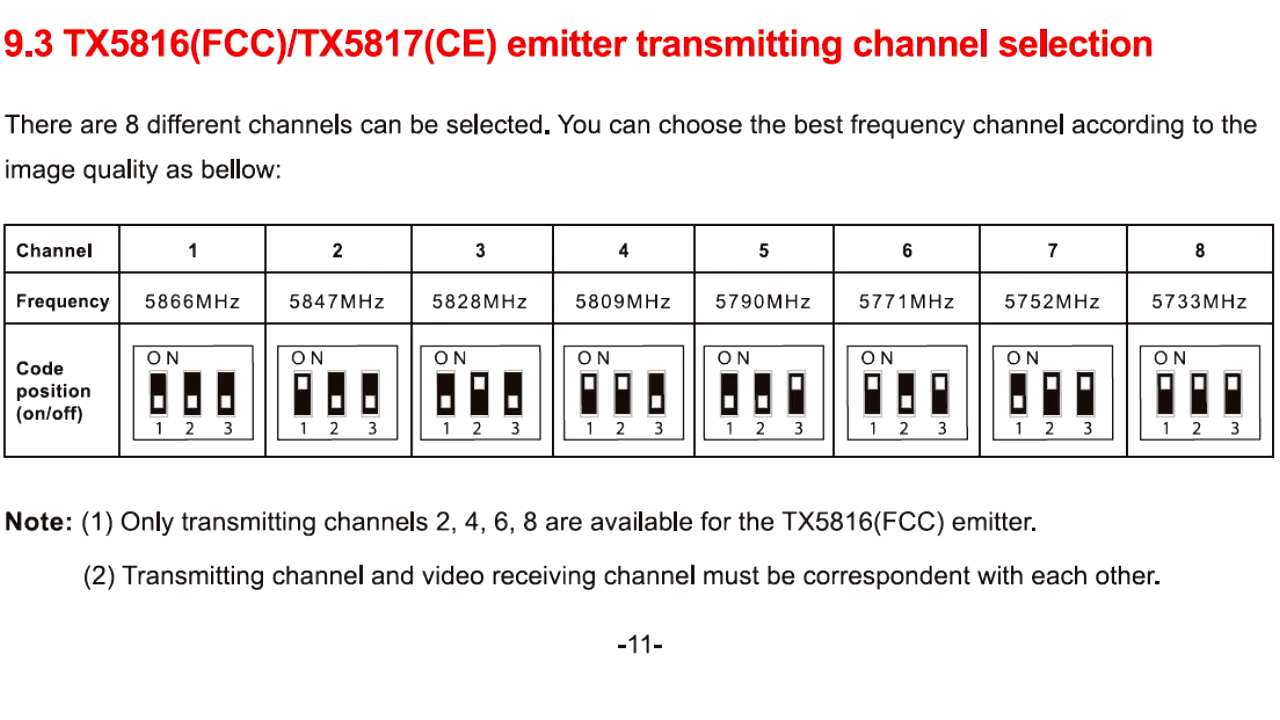 9.3 TX5816(FCC)/TX5817(CE) emitter transmitting channel selection
There are 8 different channels can be selected. You can choose the best frequency channel according to the
image quality as bellow:
Channel 1 2 3 4 5 6 7 8
Frequency 5866MHz 5847MHz 5828MHz 5809MHz 5790MHz 5771MHz 5752MHz 5733MHz
Code
position
(on/off)
ON ON ON ON ON ON ON ON
1 2 3 1 2 3 1 2 3 1 2 3 1 2 3 1 2 3 1 2 3 1 2 3
Note: (1) Only transmitting channels 2, 4, 6, 8 are available for the TX5816(FCC) emitter.
(2) Transmitting channel and video receiving channel must be correspondent with each other.
-11-